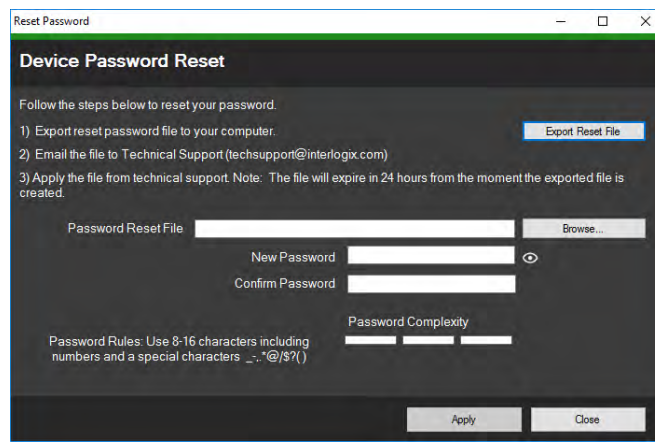 Reset Password
Device Password Reset
Follow the steps below to reset your password.
1) Export reset password file to your computer.
Export Reset File
2) Email the file to Technical Support (techsupport@interlogix.com)
3) Apply the file from technical support. Note: The file will expire in 24 hours from the moment the exported file is
created.
Password Reset File
Browse...
New Password
Confirm Password
Password Complexity
Password Rules: Use 8-16 characters including
numbers and a special characters _-,.*@/$?( )
Apply
Close